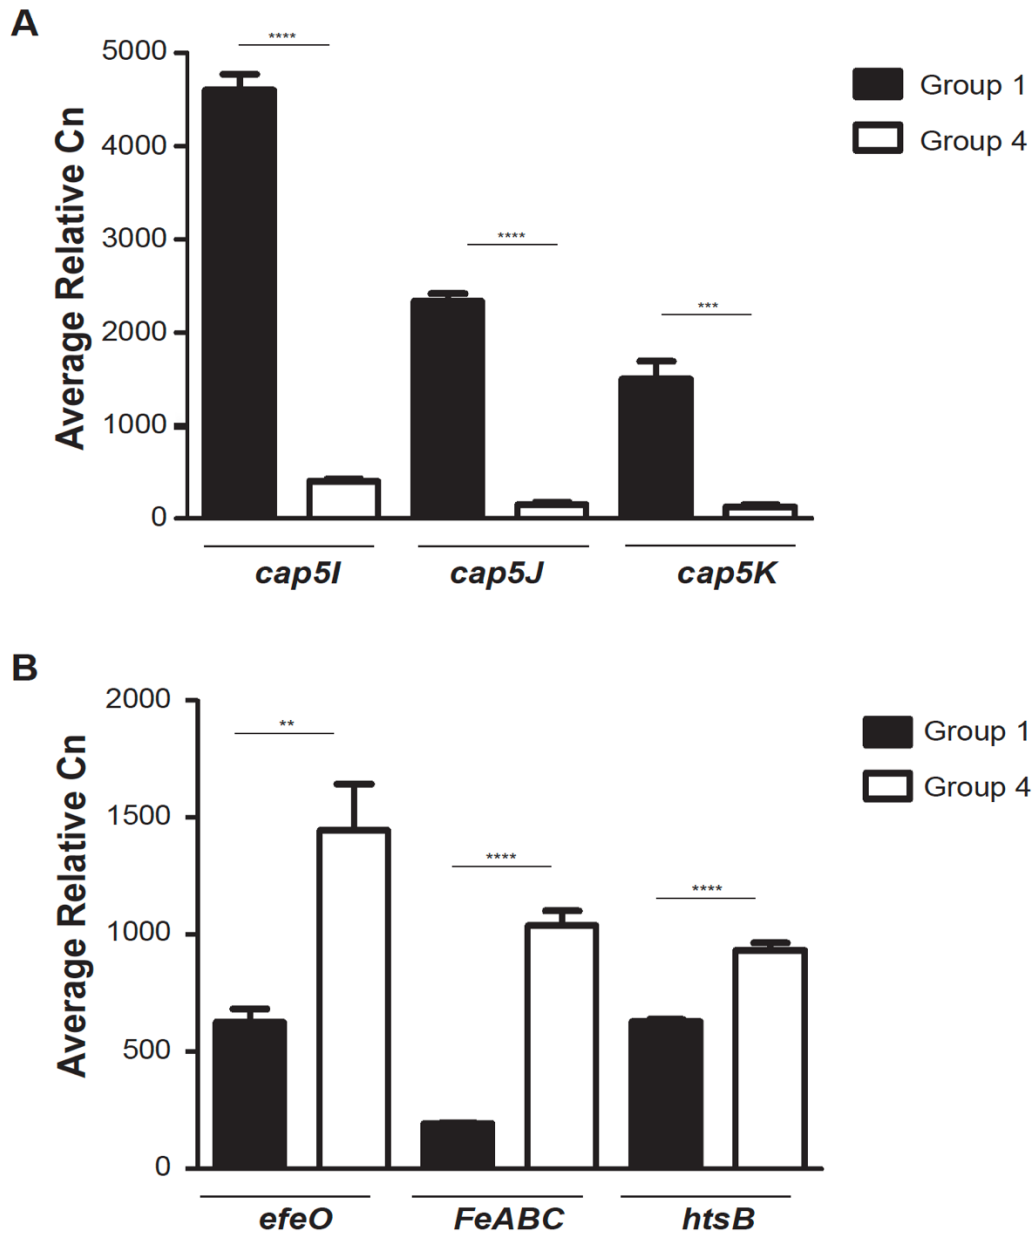 A
Average Relative Cn
5000
4000
3000
2000
1000
0
****
****
***
Group 1
Group 4
cap5I
cap5J
cap5K
B
Average Relative Cn
2000
1500
1000
500
0
**
****
****
Group 1
Group 4
efeO
FeABC
htsB